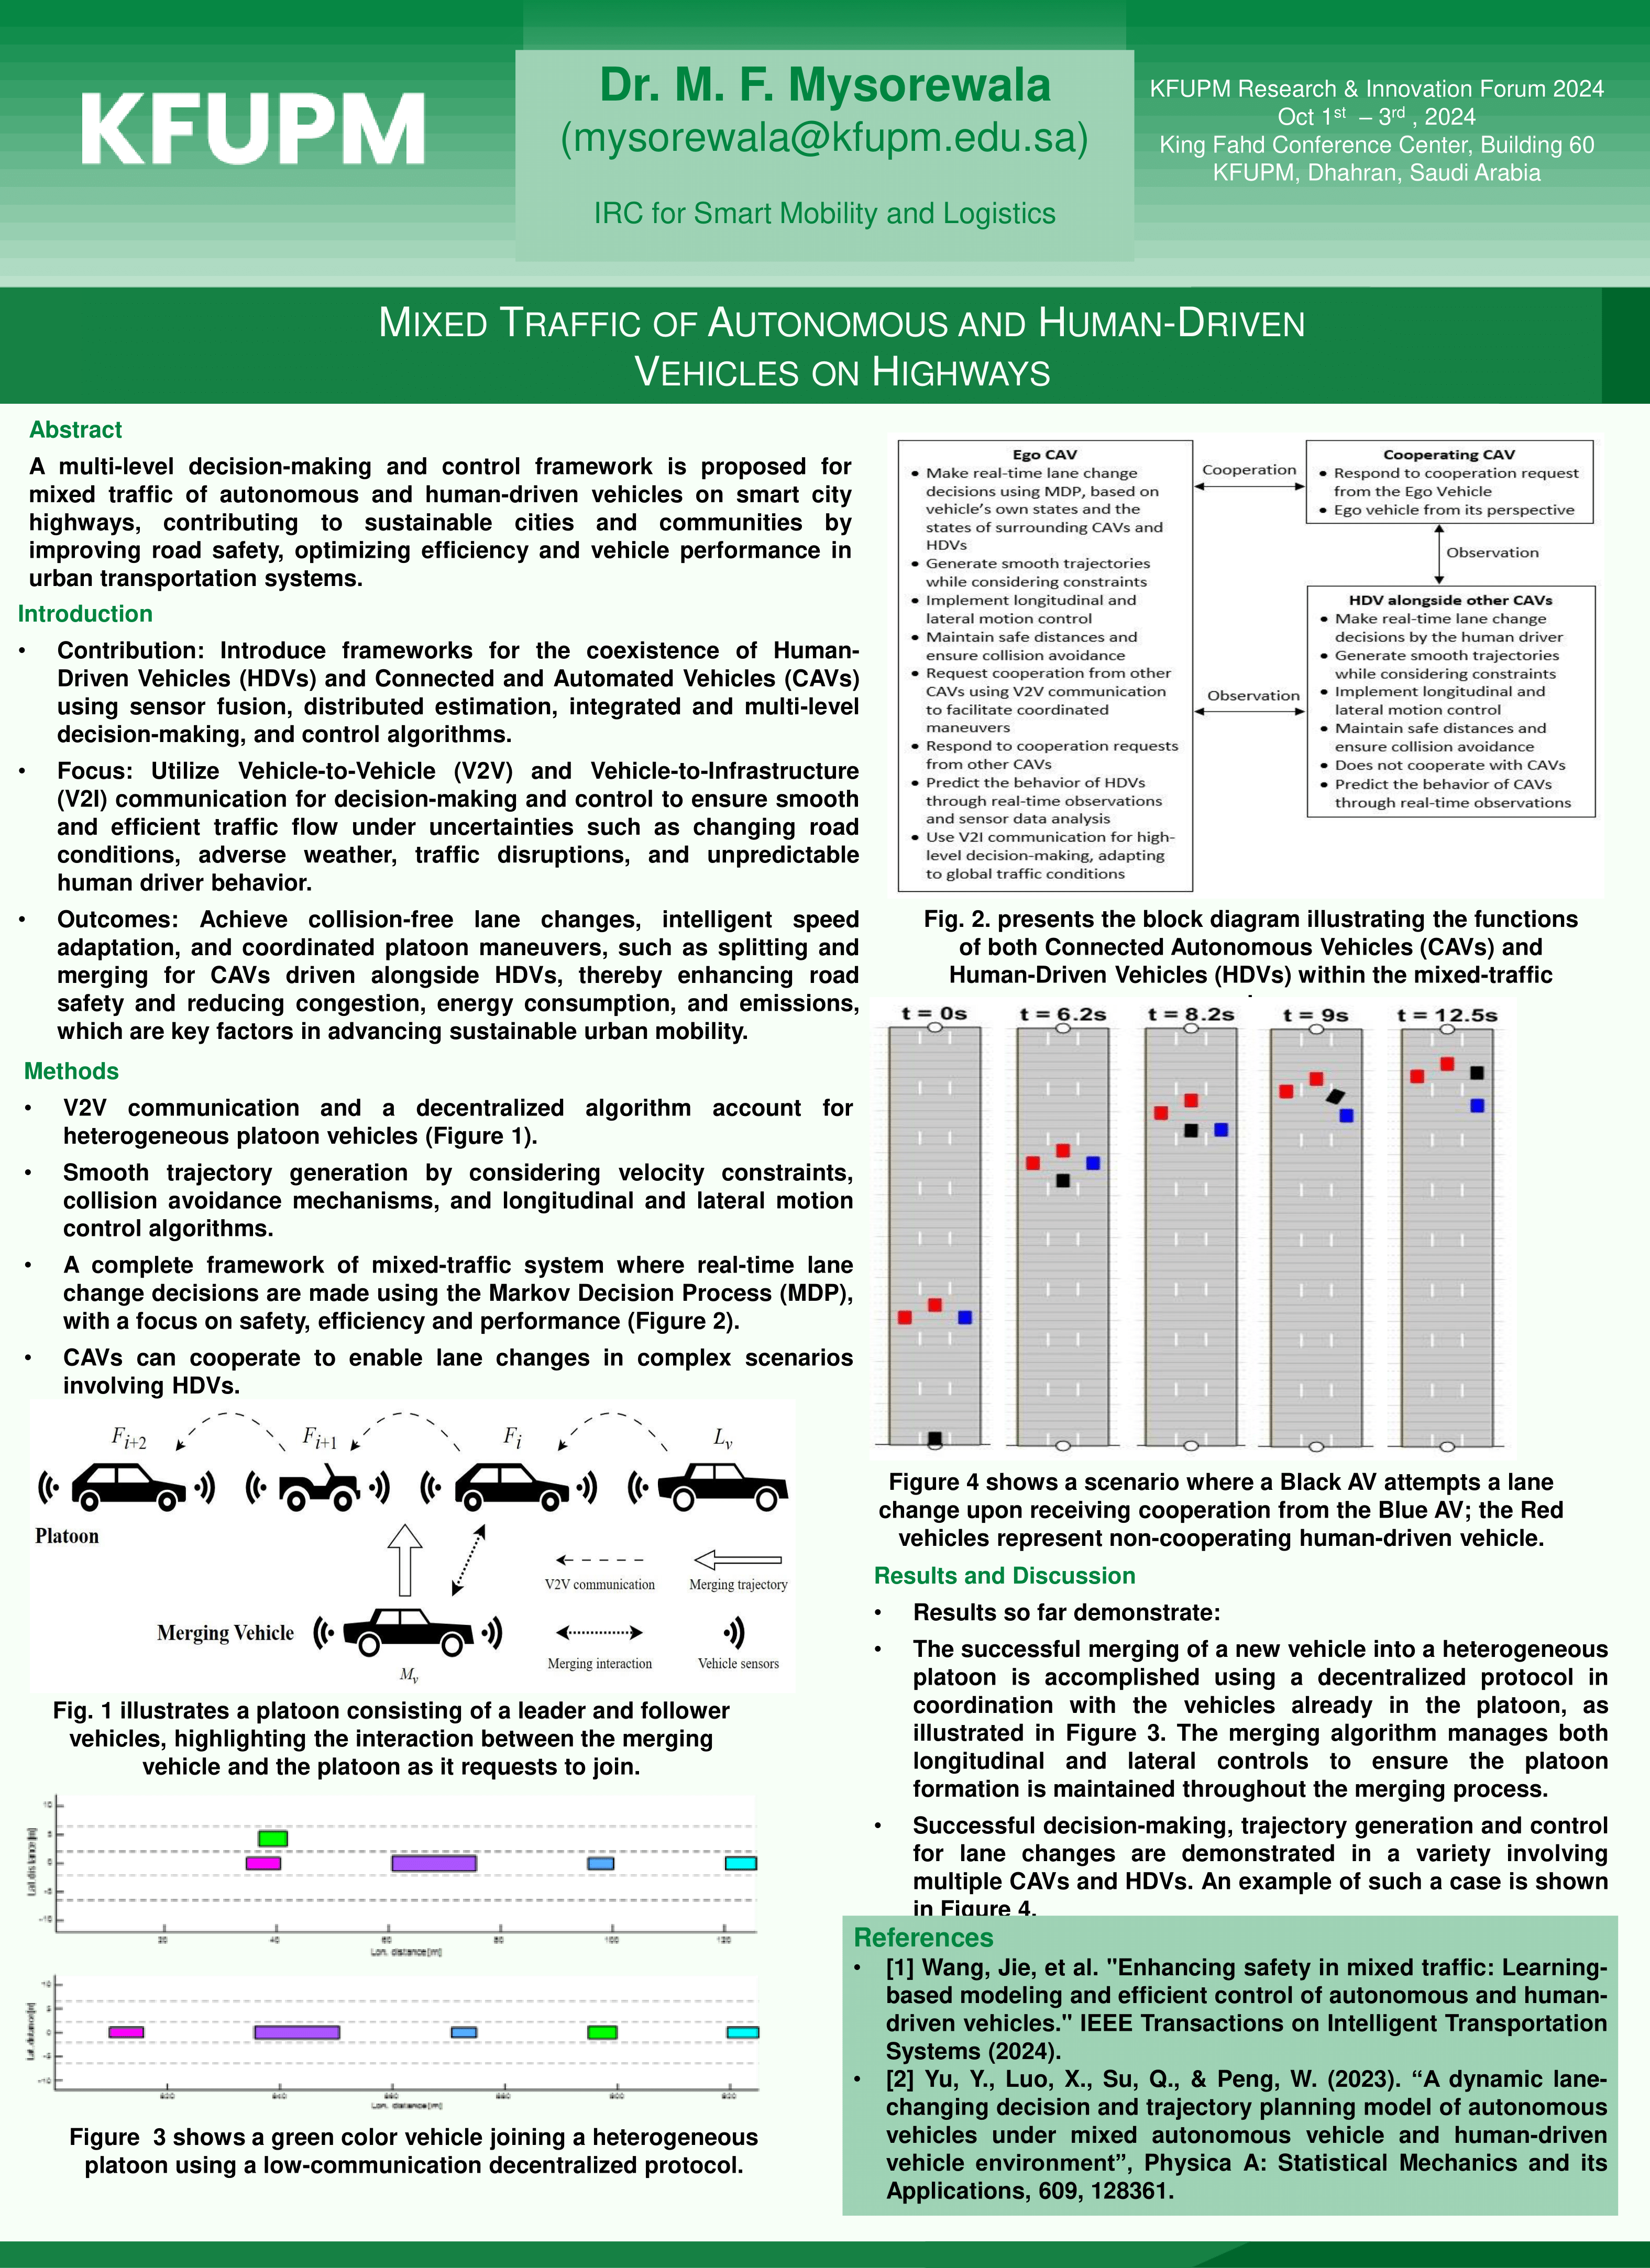 KFUPM
Dr. M. F. Mysorewala
(mysorewala@kfupm.edu.sa)
IRC for Smart Mobility and Logistics
KFUPM Research & Innovation Forum 2024
Oct 1st – 3rd , 2024
King Fahd Conference Center, Building 60
KFUPM, Dhahran, Saudi Arabia
MIXED TRAFFIC OF AUTONOMOUS AND HUMAN-DRIVEN
VEHICLES ON HIGHWAYS
Abstract
A multi-level decision-making and control framework is proposed for
mixed traffic of autonomous and human-driven vehicles on smart city
highways, contributing to sustainable cities and communities by
improving road safety, optimizing efficiency and vehicle performance in
urban transportation systems.
Introduction
• Contribution: Introduce frameworks for the coexistence of Human-
Driven Vehicles (HDVs) and Connected and Automated Vehicles (CAVs)
using sensor fusion, distributed estimation, integrated and multi-level
decision-making, and control algorithms.
• Focus: Utilize Vehicle-to-Vehicle (V2V) and Vehicle-to-Infrastructure
(V2I) communication for decision-making and control to ensure smooth
and efficient traffic flow under uncertainties such as changing road
conditions, adverse weather, traffic disruptions, and unpredictable
human driver behavior.
• Outcomes: Achieve collision-free lane changes, intelligent speed
adaptation, and coordinated platoon maneuvers, such as splitting and
merging for CAVs driven alongside HDVs, thereby enhancing road
safety and reducing congestion, energy consumption, and emissions,
which are key factors in advancing sustainable urban mobility.
Methods
• V2V communication and a decentralized algorithm account for
heterogeneous platoon vehicles (Figure 1).
• Smooth trajectory generation by considering velocity constraints,
collision avoidance mechanisms, and longitudinal and lateral motion
control algorithms.
• A complete framework of mixed-traffic system where real-time lane
change decisions are made using the Markov Decision Process (MDP),
with a focus on safety, efficiency and performance (Figure 2).
• CAVs can cooperate to enable lane changes in complex scenarios
involving HDVs.
Fi+2 Fi+1 Fi Lv
Platoon
V2V communication Merging trajectory
Merging Vehicle
Merging interaction Vehicle sensors
Mv
Fig. 1 illustrates a platoon consisting of a leader and follower
vehicles, highlighting the interaction between the merging
vehicle and the platoon as it requests to join.
10
5
0
-5
-10
20 40 60 80 100 120
Lat.distance[m]
Lon. distance[m]
10
5
0
-5
-10
Lat.distance[m]
Lon. distance[m]
Figure 3 shows a green color vehicle joining a heterogeneous
platoon using a low-communication decentralized protocol.
Ego CAV
• Make real-time lane change
decisions using MDP, based on
vehicle's own states and the
states of surrounding CAVs and
HDVs
• Generate smooth trajectories
while considering constraints
• Implement longitudinal and
lateral motion control
• Maintain safe distances and
ensure collision avoidance
• Request cooperation from other
CAVs using V2V communication
to facilitate coordinated
maneuvers
• Respond to cooperation requests
from other CAVs
• Predict the behavior of HDVs
through real-time observations
and sensor data analysis
• Use V2I communication for high-
level decision-making, adapting
to global traffic conditions
Cooperation
Observation
Cooperating CAV
• Respond to cooperation request
from the Ego Vehicle
• Ego vehicle from its perspective
Observation
HDV alongside other CAVs
• Make real-time lane change
decisions by the human driver
• Generate smooth trajectories
while considering constraints
• Implement longitudinal and
lateral motion control
• Maintain safe distances and
ensure collision avoidance
• Does not cooperate with CAVs
• Predict the behavior of CAVs
through real-time observations
Fig. 2. presents the block diagram illustrating the functions
of both Connected Autonomous Vehicles (CAVs) and
Human-Driven Vehicles (HDVs) within the mixed-traffic
t = 0s t = 6.2s t = 8.2s t = 9s t = 12.5s
Figure 4 shows a scenario where a Black AV attempts a lane
change upon receiving cooperation from the Blue AV; the Red
vehicles represent non-cooperating human-driven vehicle.
Results and Discussion
• Results so far demonstrate:
• The successful merging of a new vehicle into a heterogeneous
platoon is accomplished using a decentralized protocol in
coordination with the vehicles already in the platoon, as
illustrated in Figure 3. The merging algorithm manages both
longitudinal and lateral controls to ensure the platoon
formation is maintained throughout the merging process.
• Successful decision-making, trajectory generation and control
for lane changes are demonstrated in a variety involving
multiple CAVs and HDVs. An example of such a case is shown
in Figure 4.
References
• [1] Wang, Jie, et al. "Enhancing safety in mixed traffic: Learning-
based modeling and efficient control of autonomous and human-
driven vehicles." IEEE Transactions on Intelligent Transportation
Systems (2024).
• [2] Yu, Y., Luo, X., Su, Q., & Peng, W. (2023). “A dynamic lane-
changing decision and trajectory planning model of autonomous
vehicles under mixed autonomous vehicle and human-driven
vehicle environment”, Physica A: Statistical Mechanics and its
Applications, 609, 128361.